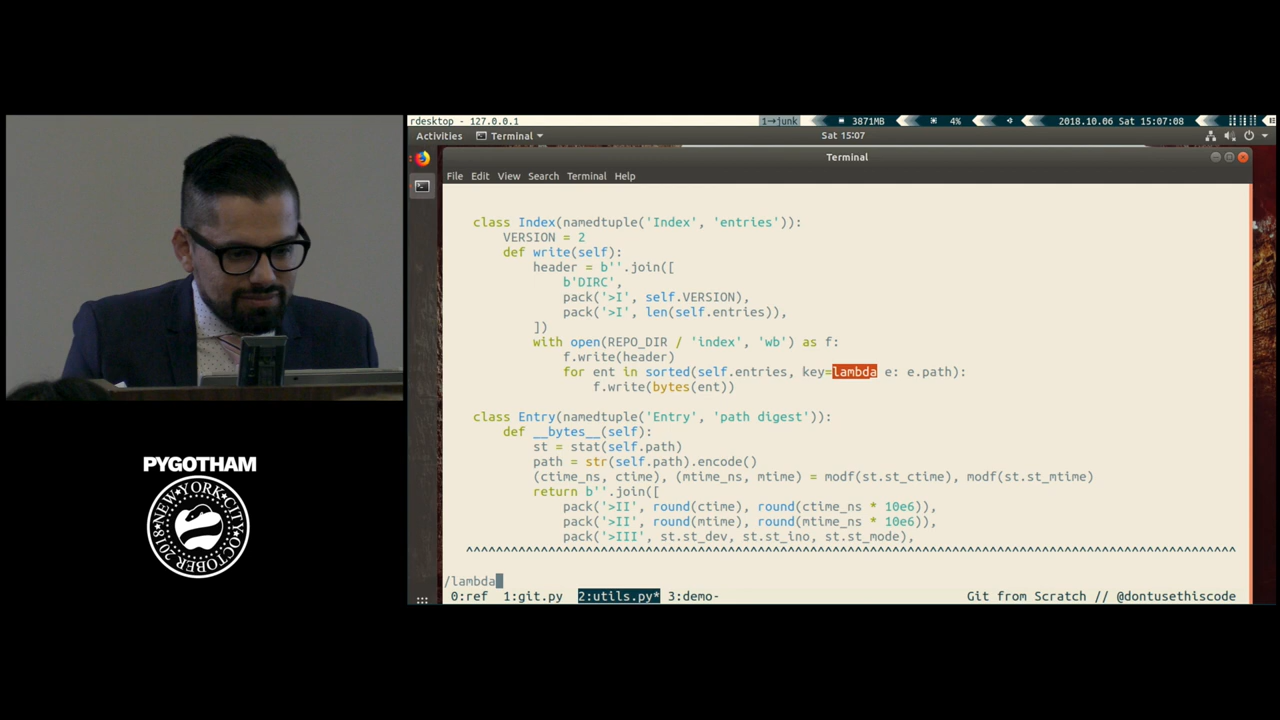 rdesktop - 127.0.0.1
1→junk
3871MB
4%
2018.10.06 Sat 15:07:08
Activities
Terminal
Sat 15:07
Terminal
File Edit View Search Terminal Help
class Index(namedtuple('Index', 'entries')):
VERSION = 2
def write(self):
header = b''.join([
b'DIRC',
pack('>I', self.VERSION),
pack('>I', len(self.entries)),
])
with open(REPO_DIR / 'index', 'wb') as f:
f.write(header)
for ent in sorted(self.entries, key=lambda e: e.path):
f.write(bytes(ent))
class Entry(namedtuple('Entry', 'path digest')):
def __bytes__(self):
st = stat(self.path)
path = str(self.path).encode()
(ctime_ns, ctime), (mtime_ns, mtime) = modf(st.st_ctime), modf(st.st_mtime)
return b''.join([
pack('>II', round(ctime), round(ctime_ns * 10e6)),
pack('>II', round(mtime), round(mtime_ns * 10e6)),
pack('>III', st.st_dev, st.st_ino, st.st_mode),
/lambda
0:ref 1:git.py 2:utils.py* 3:demo-
Git from Scratch // @dontusethiscode
PYGOTHAM
NEW·YORK·CITY
OCTOBER
2018